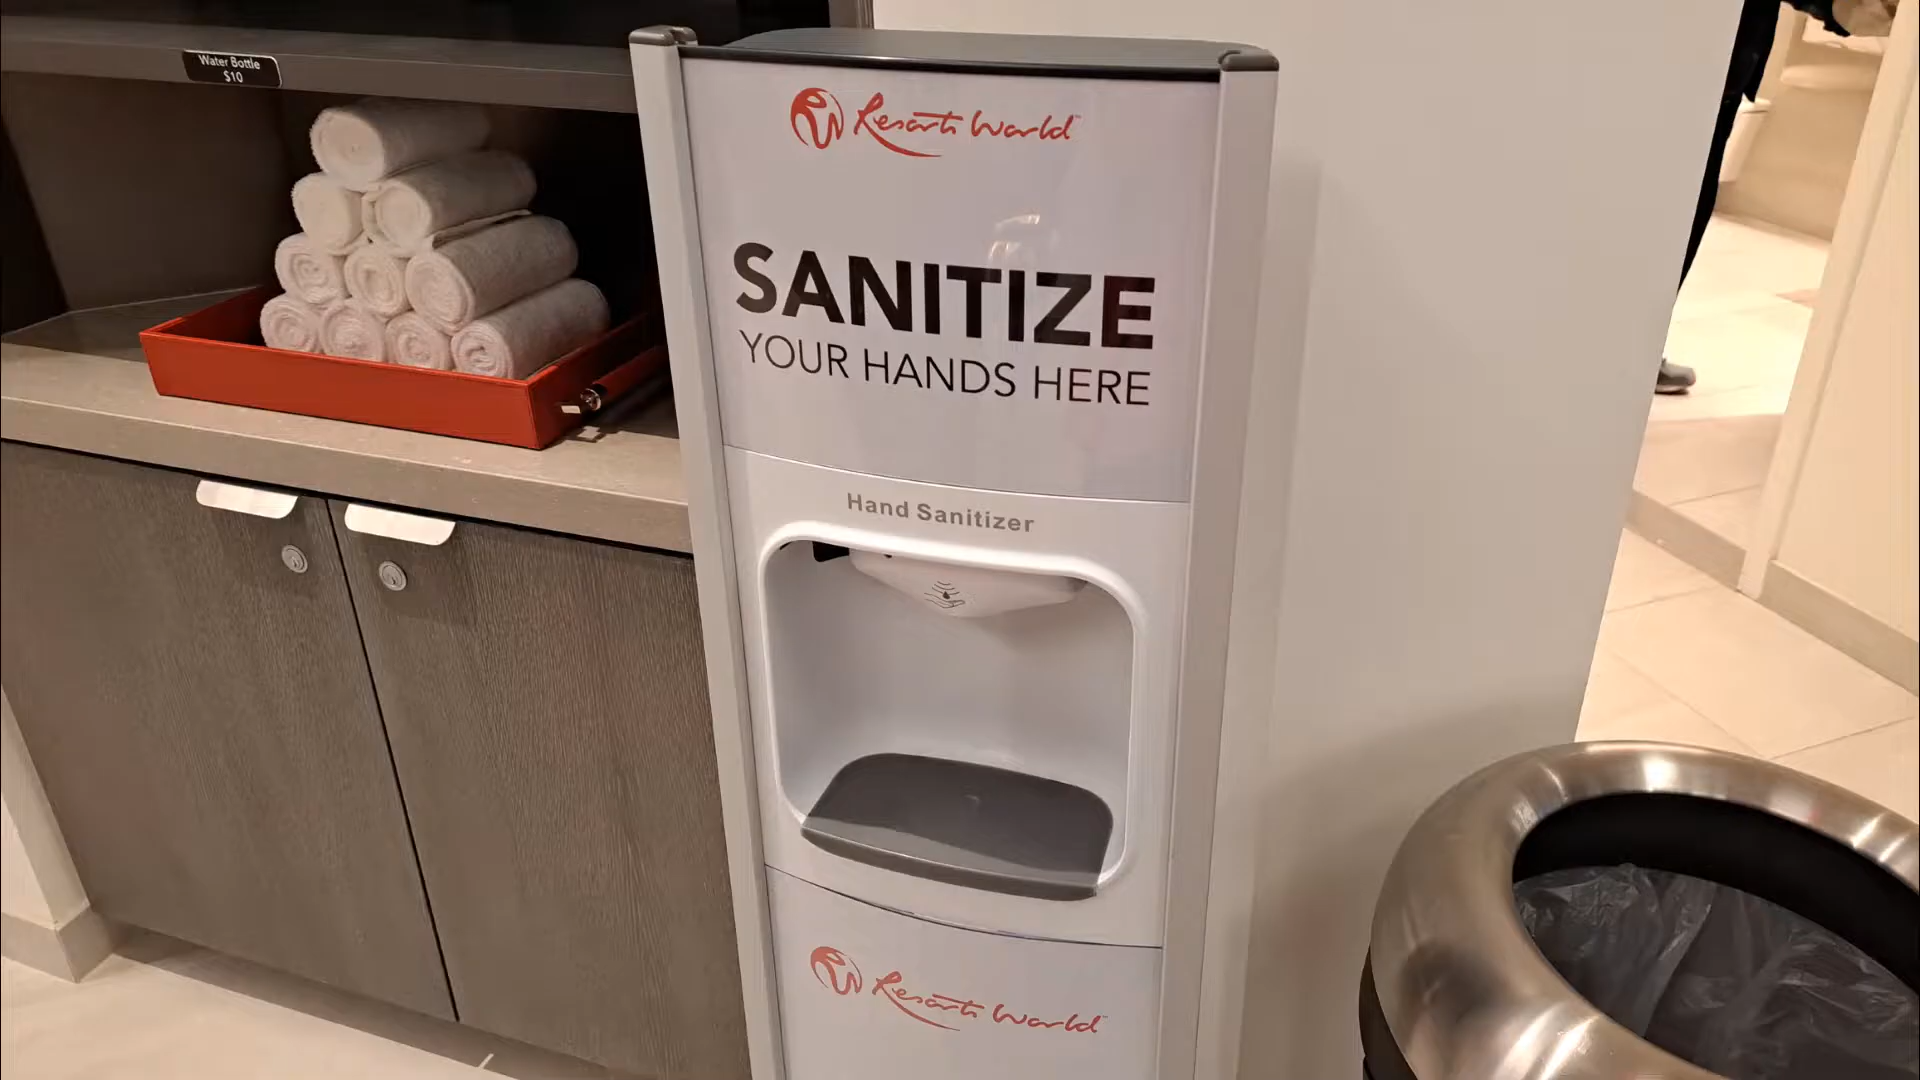 Water Bottle
$10
Resorts World
SANITIZE
YOUR HANDS HERE
Hand Sanitizer
Resorts World